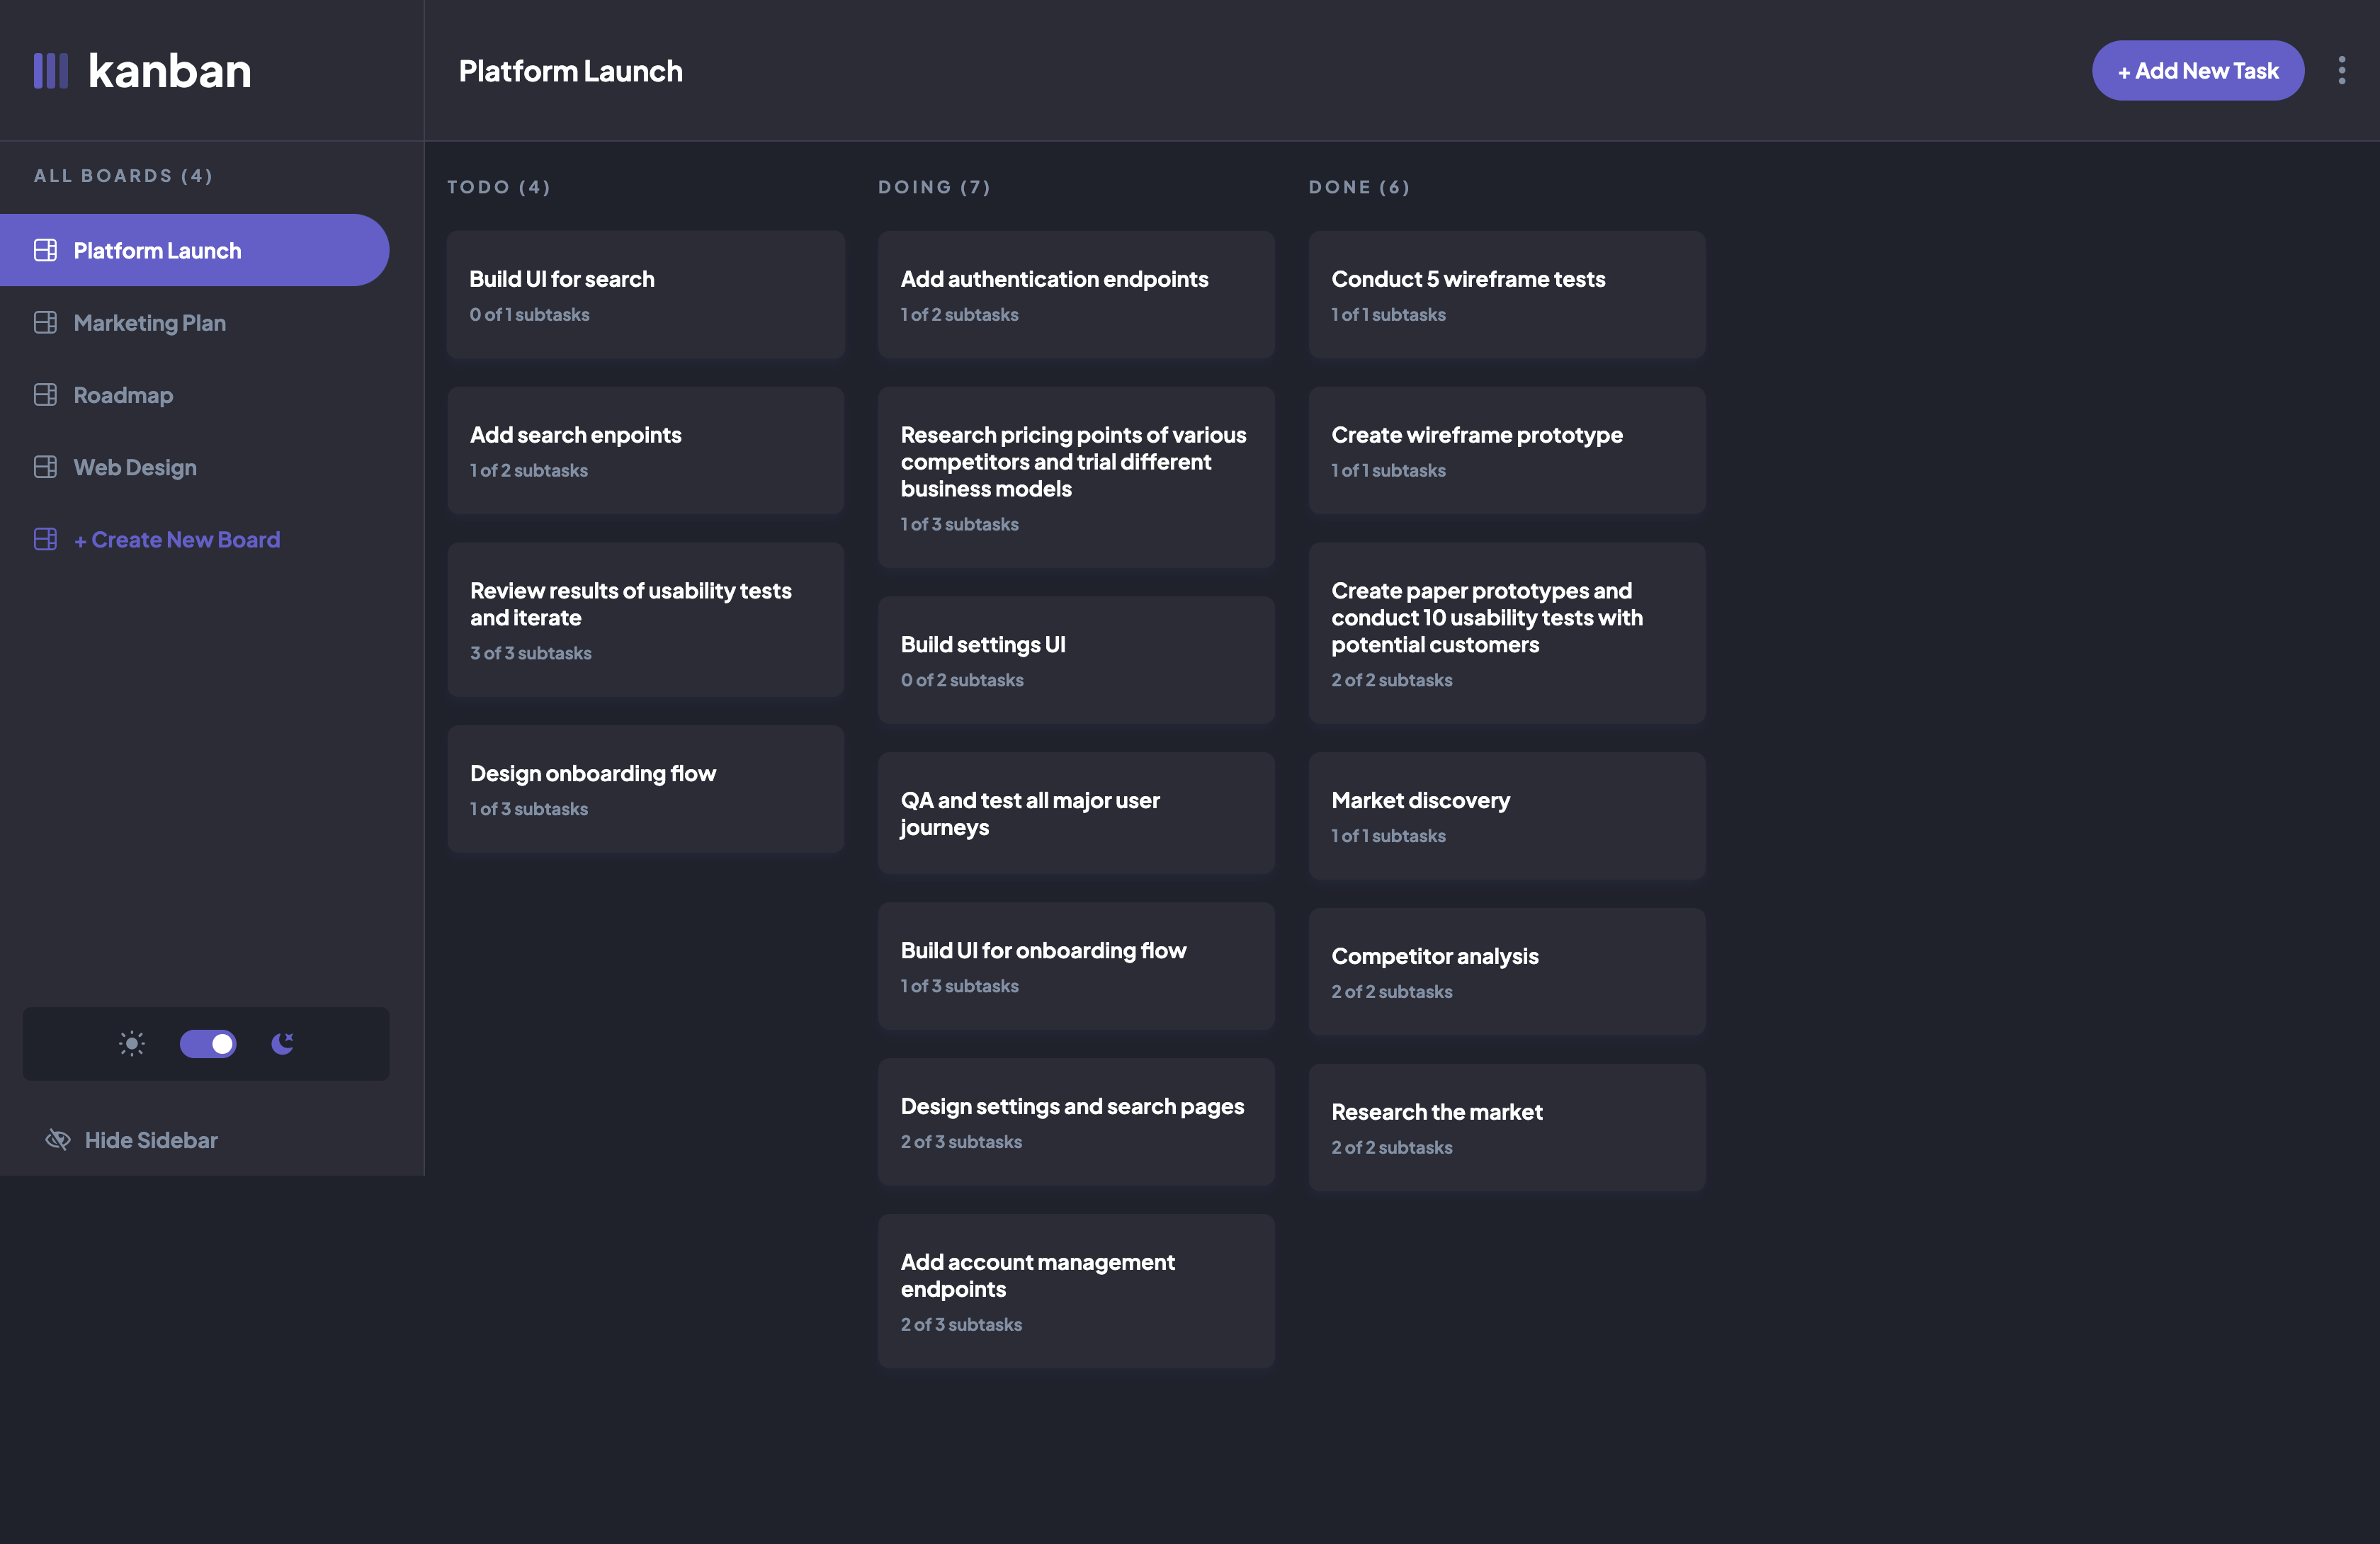 kanban
Platform Launch
+ Add New Task
ALL BOARDS (4)
Platform Launch
Marketing Plan
Roadmap
Web Design
+ Create New Board
Hide Sidebar
TODO (4)
Build UI for search
0 of 1 subtasks
Add search enpoints
1 of 2 subtasks
Review results of usability tests
and iterate
3 of 3 subtasks
Design onboarding flow
1 of 3 subtasks
DOING (7)
Add authentication endpoints
1 of 2 subtasks
Research pricing points of various
competitors and trial different
business models
1 of 3 subtasks
Build settings UI
0 of 2 subtasks
QA and test all major user
journeys
Build UI for onboarding flow
1 of 3 subtasks
Design settings and search pages
2 of 3 subtasks
Add account management
endpoints
2 of 3 subtasks
DONE (6)
Conduct 5 wireframe tests
1 of 1 subtasks
Create wireframe prototype
1 of 1 subtasks
Create paper prototypes and
conduct 10 usability tests with
potential customers
2 of 2 subtasks
Market discovery
1 of 1 subtasks
Competitor analysis
2 of 2 subtasks
Research the market
2 of 2 subtasks